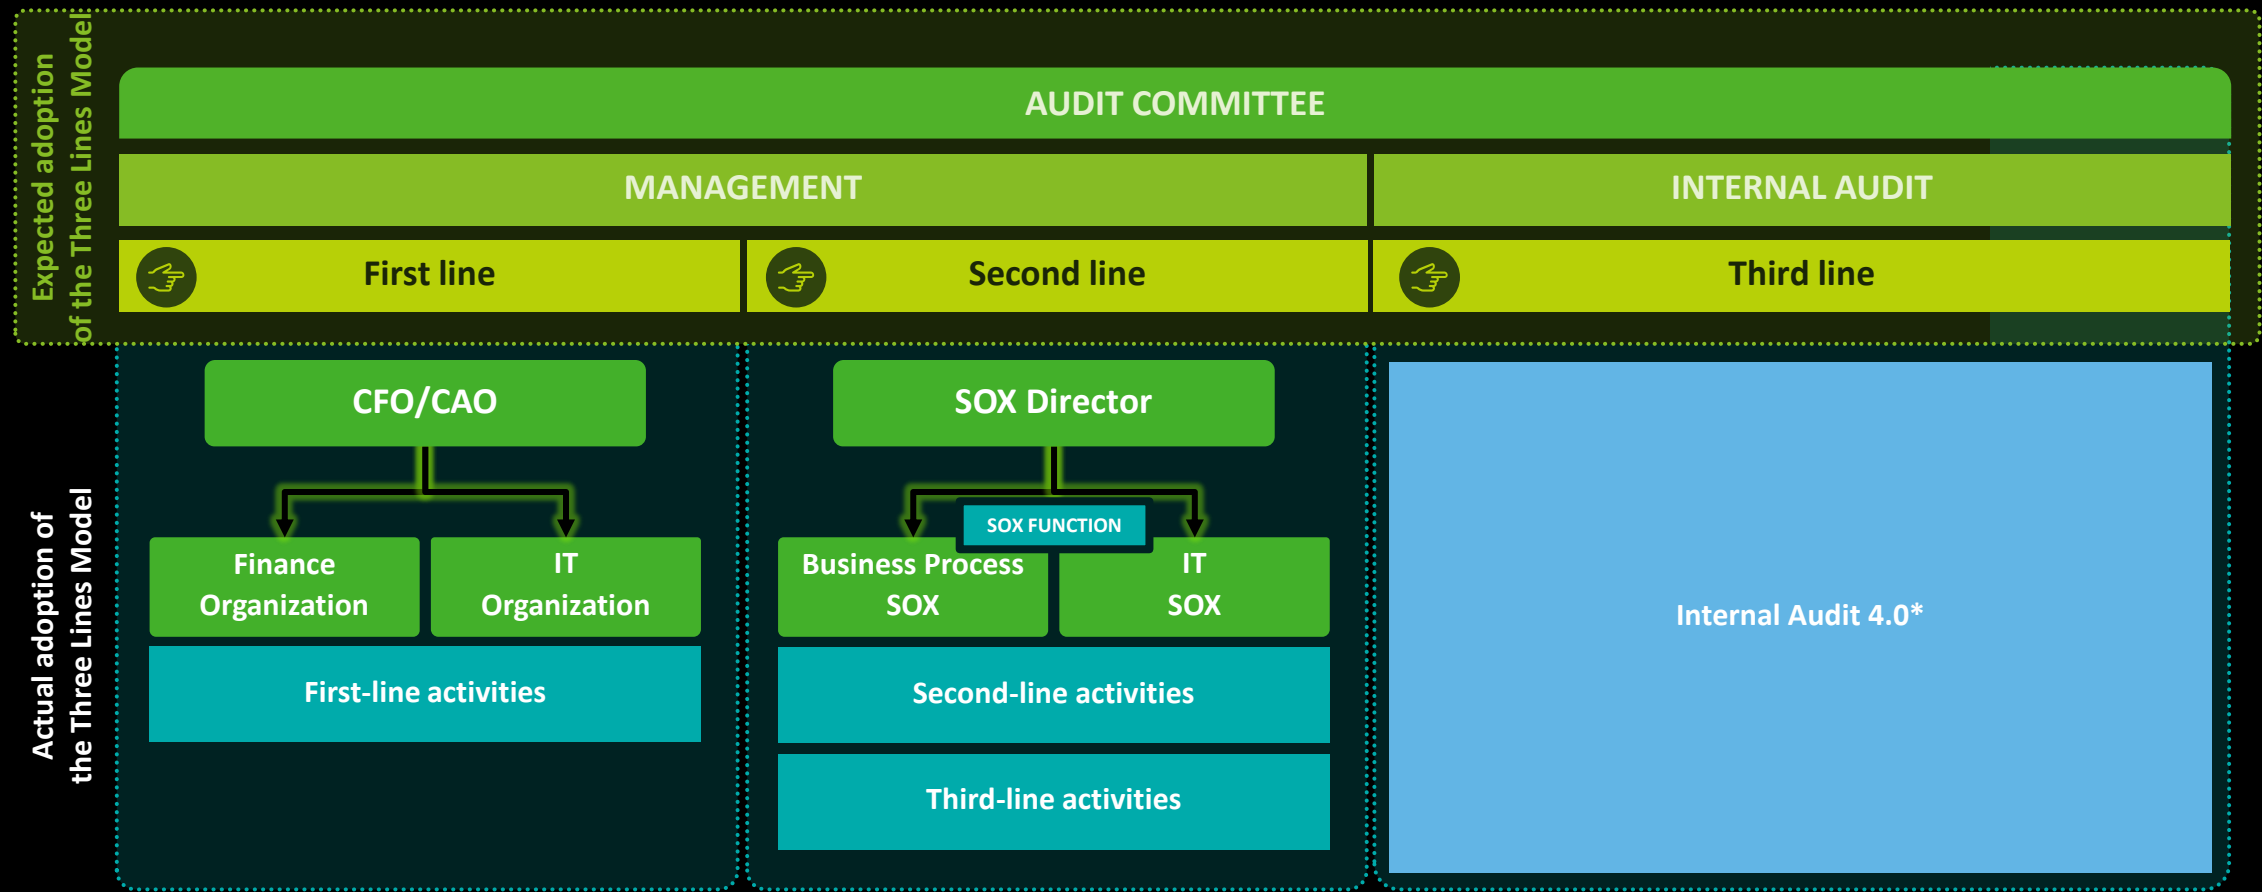 Expected adoption
of the Three Lines Model
AUDIT COMMITTEE
MANAGEMENT
INTERNAL AUDIT
First line
Second line
Third line
Actual adoption of
the Three Lines Model
CFO/CAO
Finance
Organization
IT
Organization
First-line activities
SOX Director
SOX FUNCTION
Business Process
SOX
IT
SOX
Second-line activities
Third-line activities
Internal Audit 4.0*